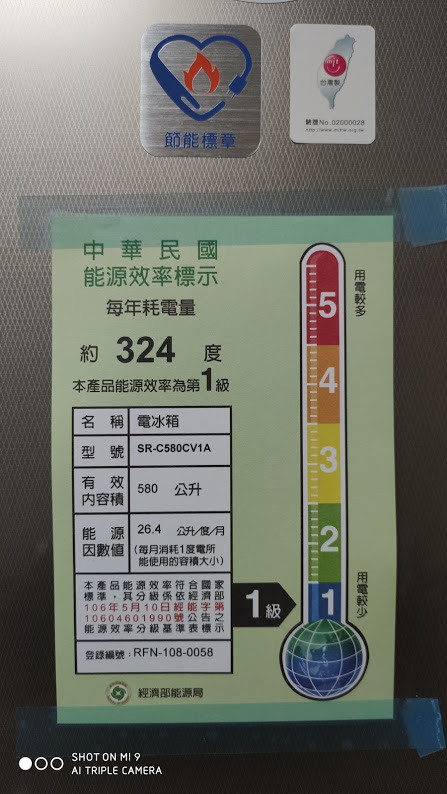 節能標章
mit
台灣製
驗證No.02000028
http://www.mittw.org.tw
中華民國
能源效率標示
每年耗電量
約 324 度
本產品能源效率為第1級
名稱 電冰箱
型號 SR-C580CV1A
有效內容積 580 公升
能源因數值 26.4 公升/度/月
(每月消耗1度電所
能使用的容積大小)
本產品能源效率符合國家
標準,其分級係依經濟部
106年5月10日經能字第
10604601990號公告之
能源效率分級基準表標示
登錄編號:RFN-108-0058
經濟部能源局
用電較多
5
4
3
2
1
用電較少
1級
SHOT ON MI 9
AI TRIPLE CAMERA